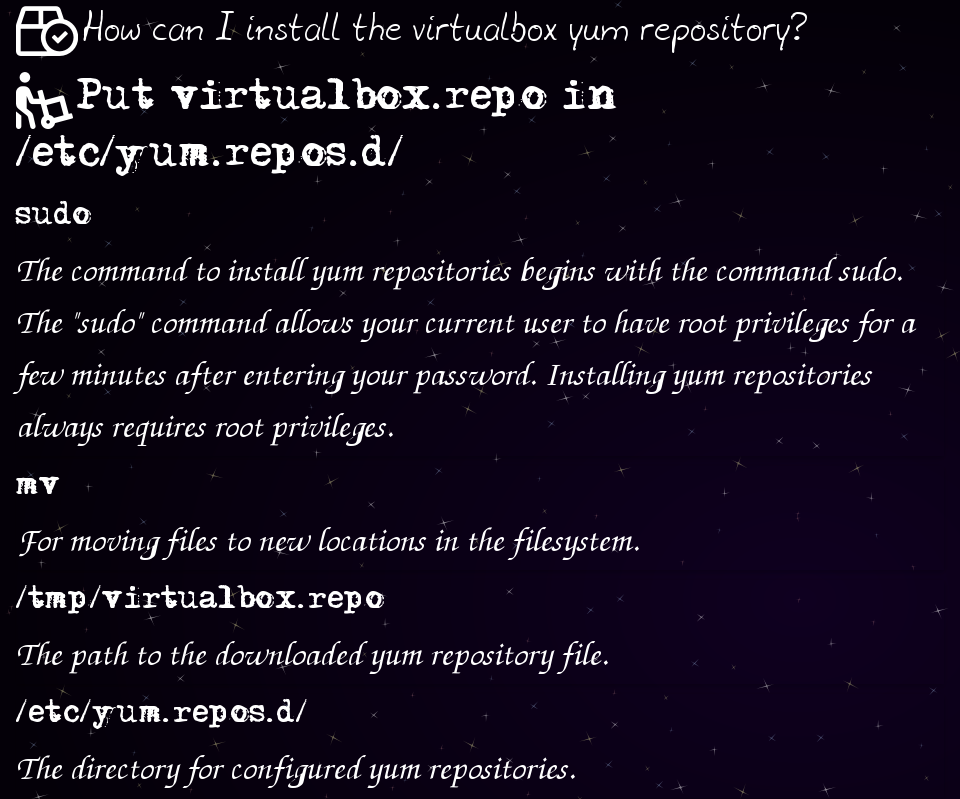 How can I install the virtualbox yum repository?
Put virtualbox.repo in
/etc/yum.repos.d/
sudo
The command to install yum repositories begins with the command sudo.
The "sudo" command allows your current user to have root privileges for a
few minutes after entering your password. Installing yum repositories
always requires root privileges.
mv
For moving files to new locations in the filesystem.
/tmp/virtualbox.repo
The path to the downloaded yum repository file.
/etc/yum.repos.d/
The directory for configured yum repositories.